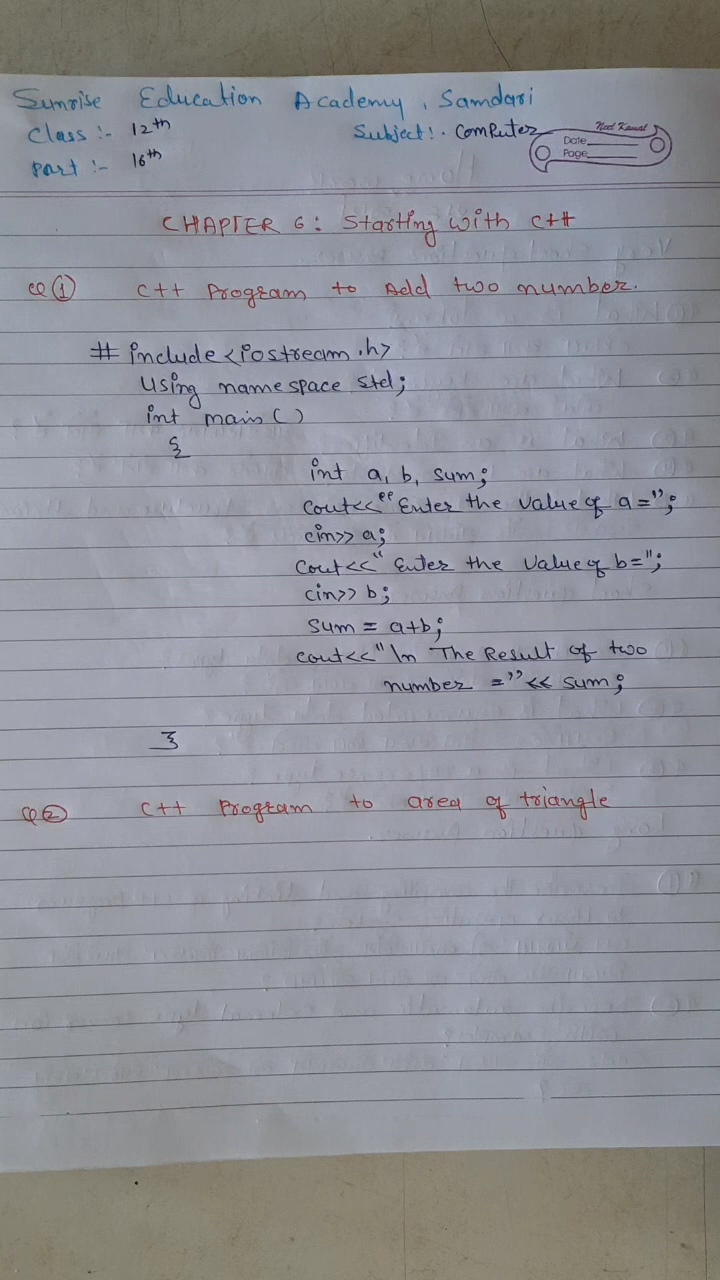 Sunrise Education Academy, Samdari
Class :- 12th Subject :- Computer
Part :- 16th
Neel Kamal
Date
Page
CHAPTER 6: Starting with C++
Q① C++ Program to Add two number.
# include <iostream.h>
Using namespace std;
int main ()
{
int a, b, sum;
cout<<"Enter the value of a=";
cin>> a;
Cout<<"Enter the Value of b=";
cin>> b;
Sum = a+b;
cout<<"\n The Result of two
number =" << sum;
}
Q② C++ Program to area of triangle